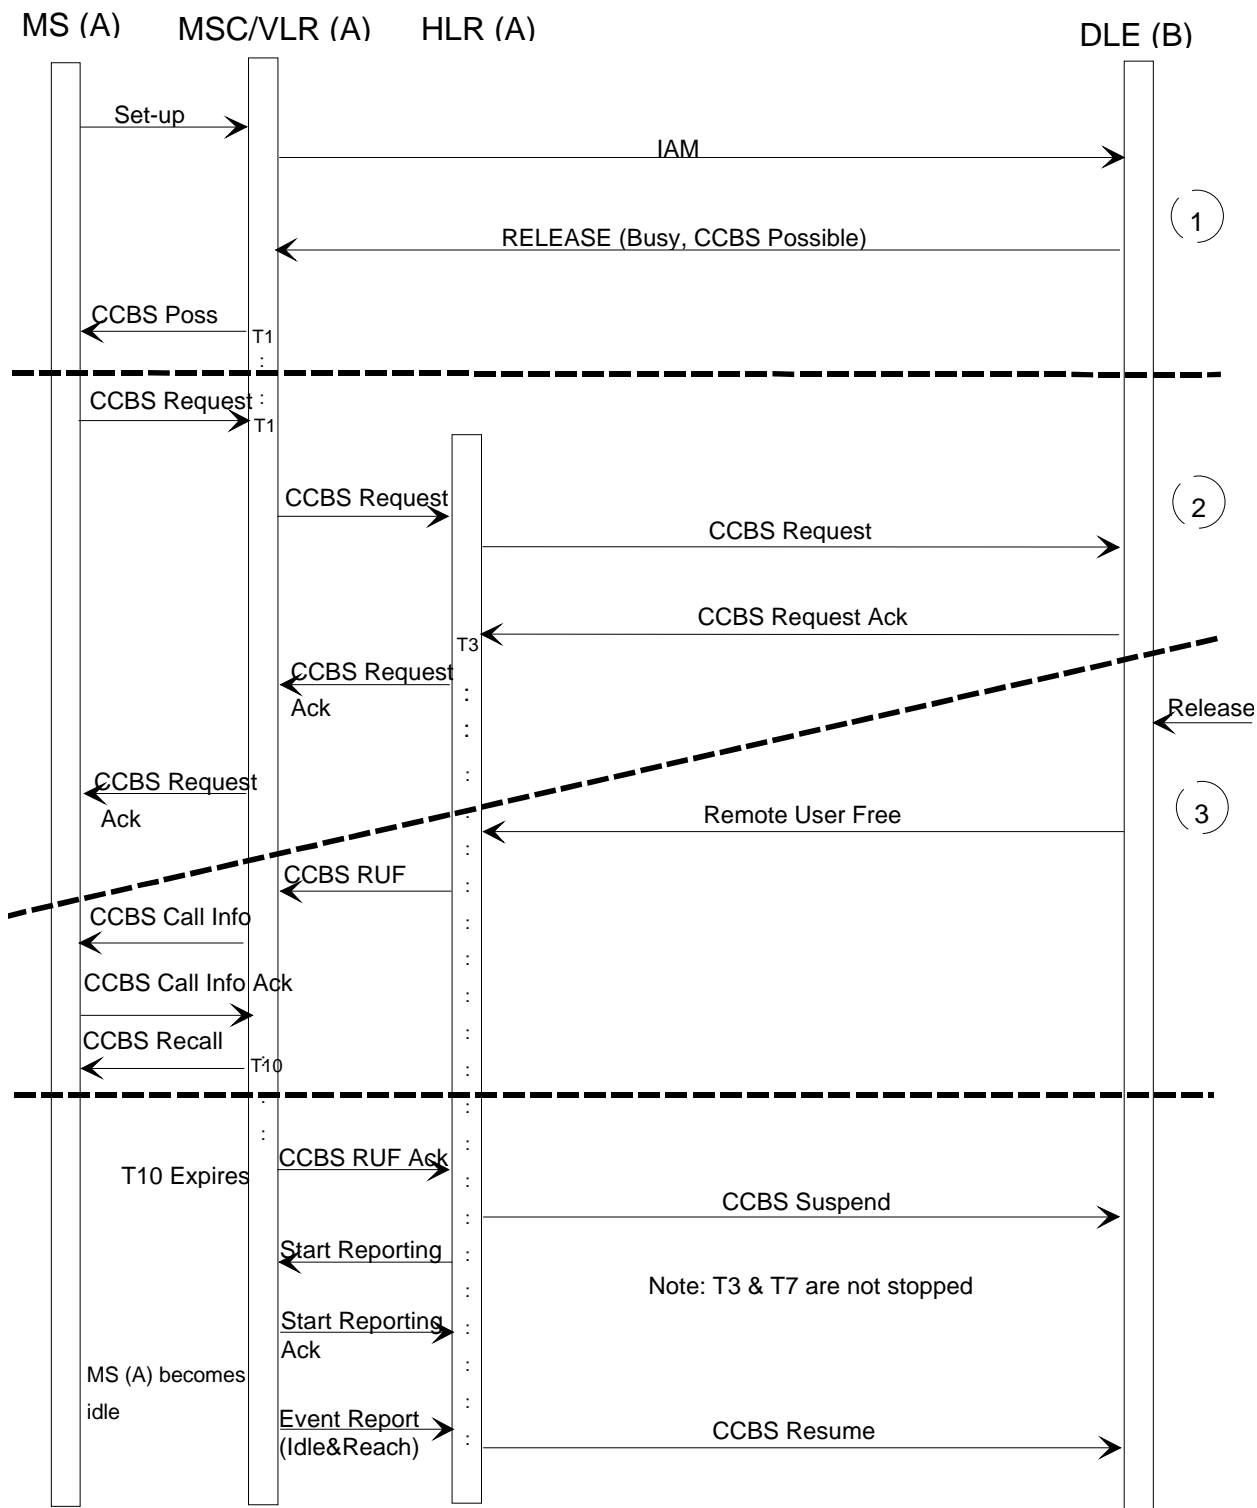 MS (A)
MSC/VLR (A)
HLR (A)
DLE (B)
Set-up
IAM
1
RELEASE (Busy, CCBS Possible)
CCBS Poss
T1
:
:
CCBS Request
T1
CCBS Request
2
CCBS Request
CCBS Request Ack
T3
CCBS Request
Ack
Release
CCBS Request
Ack
Remote User Free
3
CCBS RUF
CCBS Call Info
CCBS Call Info Ack
CCBS Recall
T10
:
:
CCBS RUF Ack
T10 Expires
CCBS Suspend
Start Reporting
Note: T3 & T7 are not stopped
Start Reporting
Ack
MS (A) becomes
idle
Event Report
(Idle&Reach)
CCBS Resume